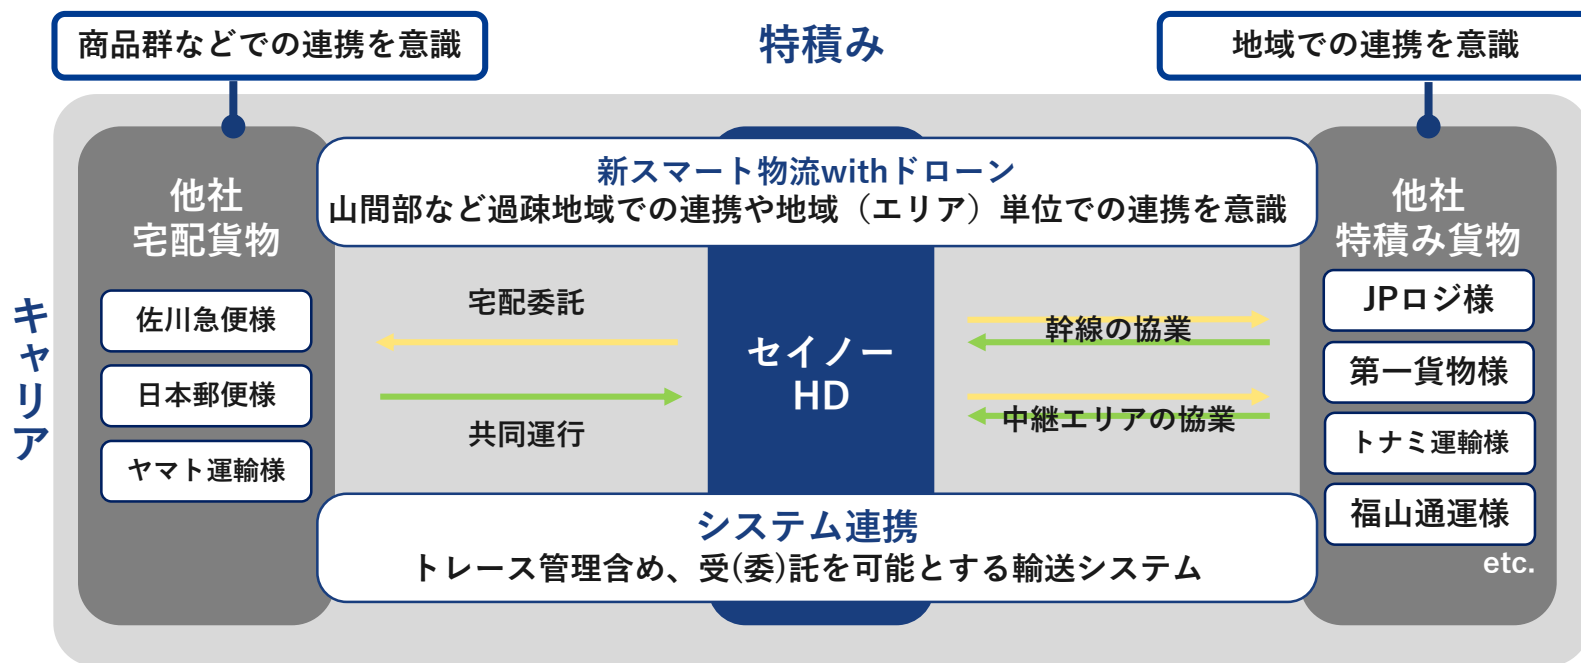 商品群などでの連携を意識
特積み
地域での連携を意識
新スマート物流withドローン
山間部など過疎地域での連携や地域（エリア）単位での連携を意識
キャリア
他社
宅配貨物
佐川急便様
日本郵便様
ヤマト運輸様
宅配委託
共同運行
セイノー
HD
幹線の協業
中継エリアの協業
他社
特積み貨物
JPロジ様
第一貨物様
トナミ運輸様
福山通運様
etc.
システム連携
トレース管理含め、受(委)託を可能とする輸送システム